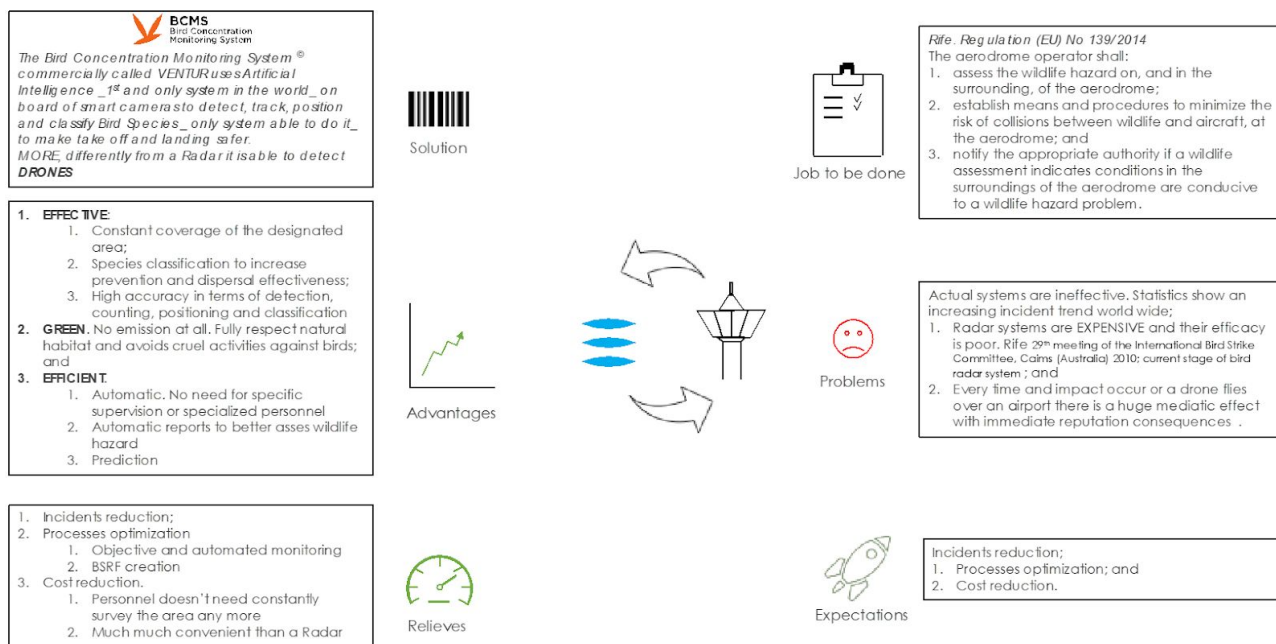 BCMS
Bird Concentration
Monitoring System
The Bird Concentration Monitoring System ©
commercially called VENTUR uses Artificial
Intelligence _1st and only system in the world_ on
board of smart cameras to detect, track, position
and classify Bird Species_ only system able to do it_
to make take off and landing safer.
MORE, differently from a Radar it is able to detect
DRONES
Solution
1. EFFECTIVE:
1. Constant coverage of the designated
area;
2. Species classification to increase
prevention and dispersal effectiveness;
3. High accuracy in terms of detection,
counting, positioning and classification
2. GREEN. No emission at all. Fully respect natural
habitat and avoids cruel activities against birds;
and
3. EFFICIENT.
1. Automatic. No need for specific
supervision or specialized personnel
2. Automatic reports to better asses wildlife
hazard
3. Prediction
Advantages
1. Incidents reduction;
2. Processes optimization
1. Objective and automated monitoring
2. BSRF creation
3. Cost reduction.
1. Personnel doesn't need constantly
survey the area any more
2. Much much convenient than a Radar
Relieves
Job to be done
Rife. Regulation (EU) No 139/2014
The aerodrome operator shall:
1. assess the wildlife hazard on, and in the
surrounding, of the aerodrome;
2. establish means and procedures to minimize the
risk of collisions between wildlife and aircraft, at
the aerodrome; and
3. notify the appropriate authority if a wildlife
assessment indicates conditions in the
surroundings of the aerodrome are conducive
to a wildlife hazard problem.
Problems
Actual systems are ineffective. Statistics show an
increasing incident trend world wide;
1. Radar systems are EXPENSIVE and their efficacy
is poor. Rife 29th meeting of the International Bird Strike
Committee, Cairns (Australia) 2010; current stage of bird
radar system ; and
2. Every time and impact occur or a drone flies
over an airport there is a huge mediatic effect
with immediate reputation consequences .
Expectations
Incidents reduction;
1. Processes optimization; and
2. Cost reduction.